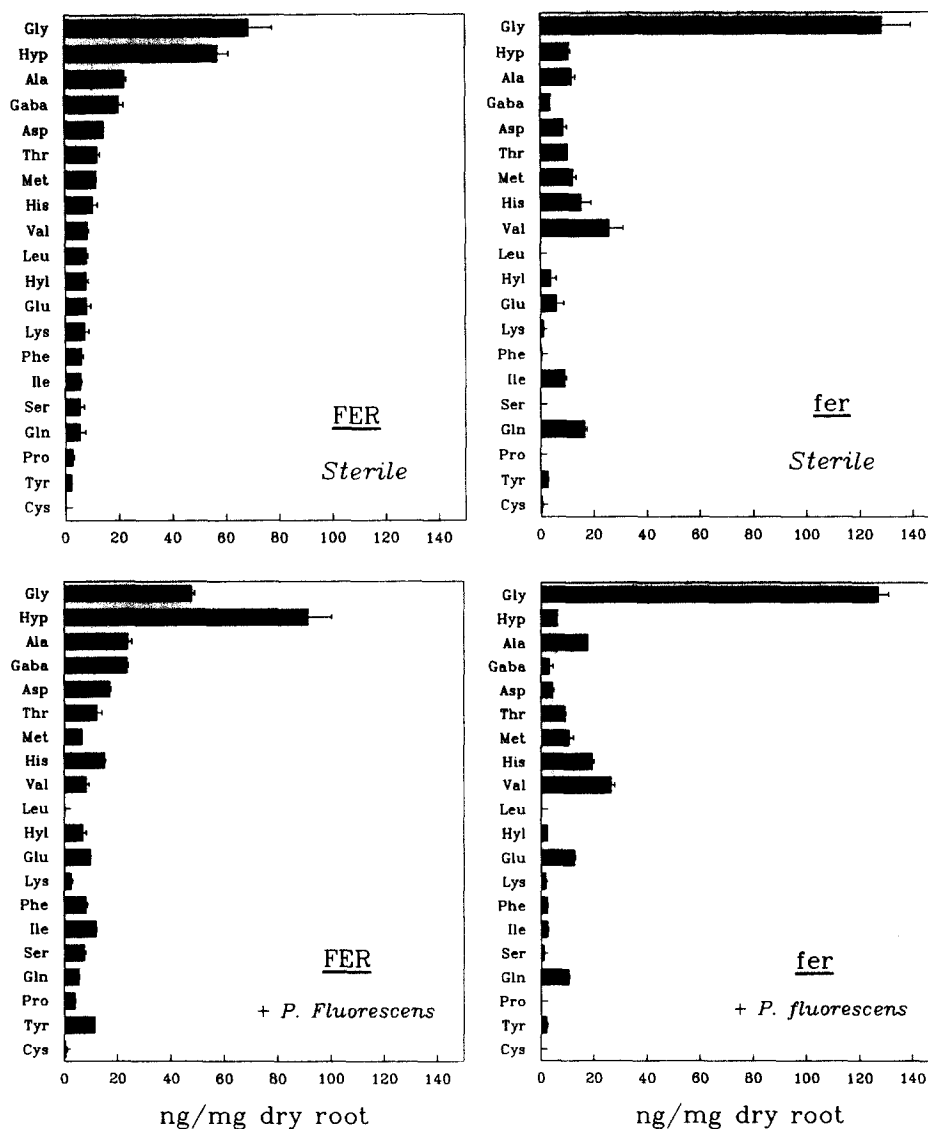 Gly
Hyp
Ala
Gaba
Asp
Thr
Met
His
Val
Leu
Hyl
Glu
Lys
Phe
Ile
Ser
Gln
Pro
Tyr
Cys
FER
Sterile
0 20 40 60 80 100 120 140
Gly
Hyp
Ala
Gaba
Asp
Thr
Met
His
Val
Leu
Hyl
Glu
Lys
Phe
Ile
Ser
Gln
Pro
Tyr
Cys
fer
Sterile
0 20 40 60 80 100 120 140
Gly
Hyp
Ala
Gaba
Asp
Thr
Met
His
Val
Leu
Hyl
Glu
Lys
Phe
Ile
Ser
Gln
Pro
Tyr
Cys
FER
+ P. Fluorescens
0 20 40 60 80 100 120 140
ng/mg dry root
Gly
Hyp
Ala
Gaba
Asp
Thr
Met
His
Val
Leu
Hyl
Glu
Lys
Phe
Ile
Ser
Gln
Pro
Tyr
Cys
fer
+ P. fluorescens
0 20 40 60 80 100 120 140
ng/mg dry root